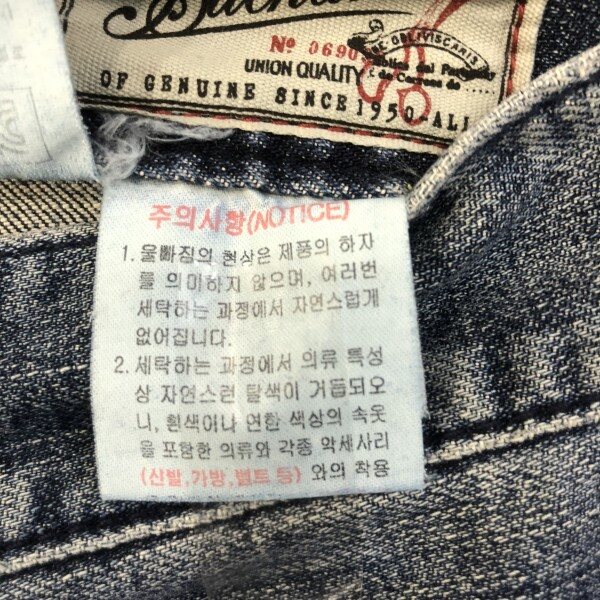 Nº 0690
DE OBLIVISCARIS
UNION QUALITY
OF GENUINE SINCE 1950-ALL
주의사항(NOTICE)
1. 올빠짐의 현상은 제품의 하자
를 의미하지 않으며, 여러번
세탁하는 과정에서 자연스럽게
없어집니다.
2. 세탁하는 과정에서 의류 특성
상 자연스런 탈색이 거듭되오
니, 흰색이나 연한 색상의 속옷
을 포함한 의류와 각종 악세사리
(신발,가방,벨트 등) 와의 착용